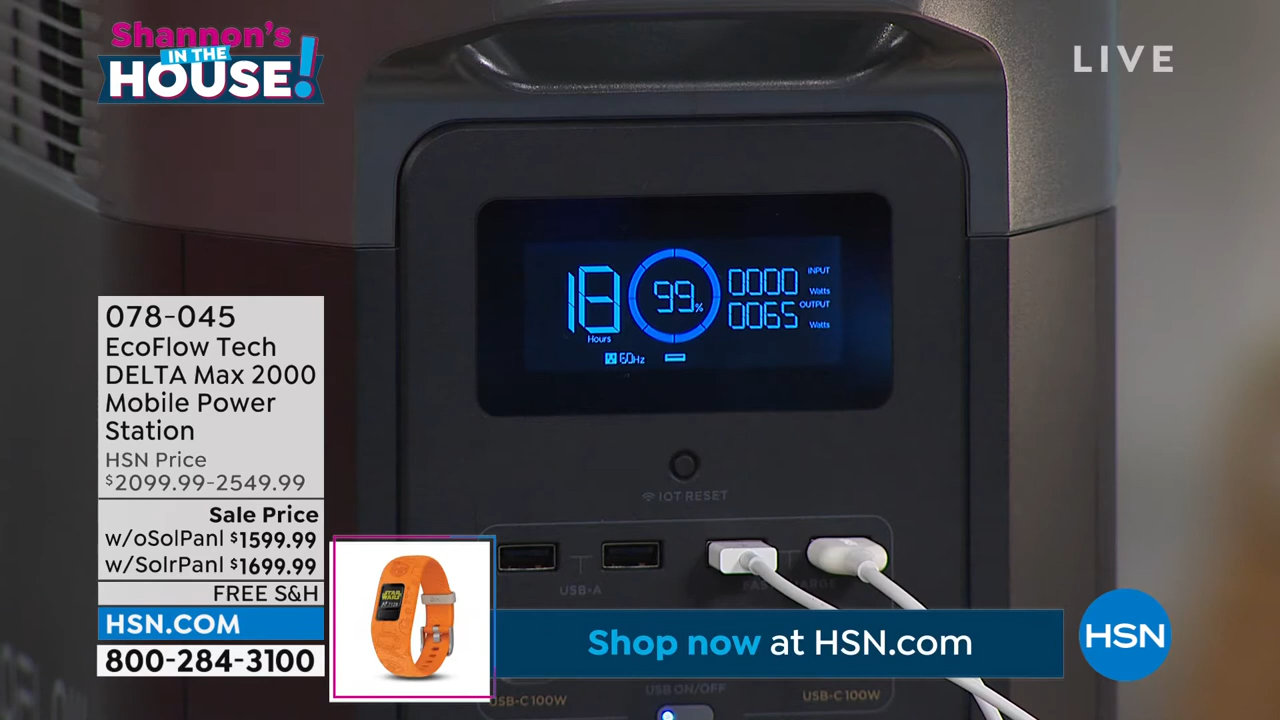 Shannon's
IN THE
HOUSE!
LIVE
18
Hours
99%
0000
INPUT
Watts
0065
OUTPUT
Watts
60Hz
IOT RESET
USB-A
USB-C 100W
USB ON/OFF
USB-C 100W
078-045
EcoFlow Tech
DELTA Max 2000
Mobile Power
Station
HSN Price
$2099.99-2549.99
Sale Price
w/oSolPanl $1599.99
w/SolrPanl $1699.99
FREE S&H
HSN.COM
800-284-3100
STAR
WARS
Shop now at HSN.com
HSN